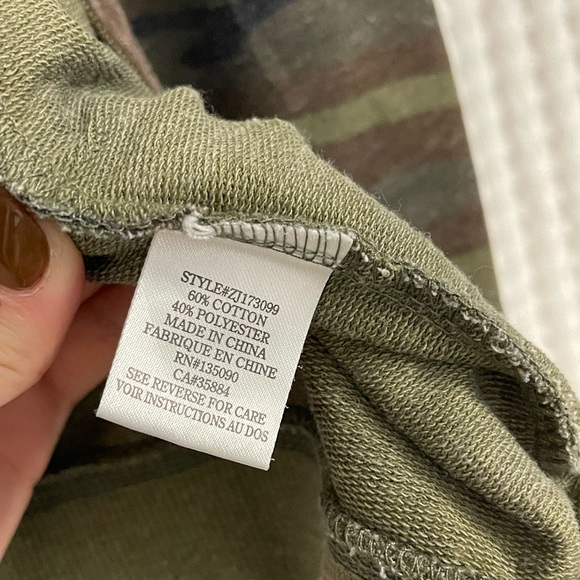 STYLE#ZJ173099
60% COTTON
40% POLYESTER
MADE IN CHINA
FABRIQUE EN CHINE
RN#135090
CA#35884
SEE REVERSE FOR CARE
VOIR INSTRUCTIONS AU DOS